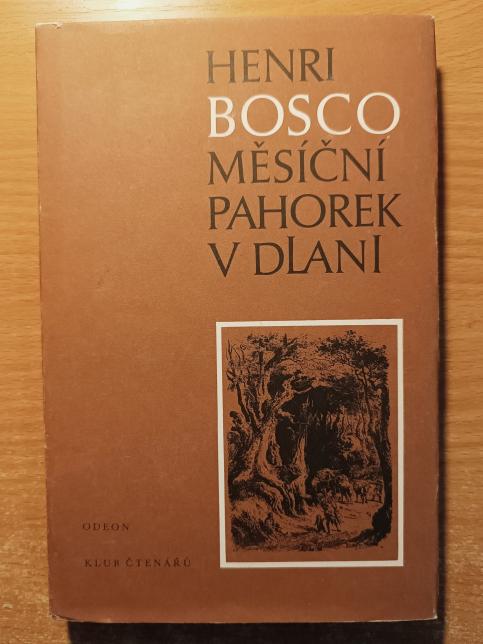 HENRI
BOSCO
MĚSÍČNÍ
PAHOREK
V DLANI
ODEON
KLUB ČTENÁŘŮ